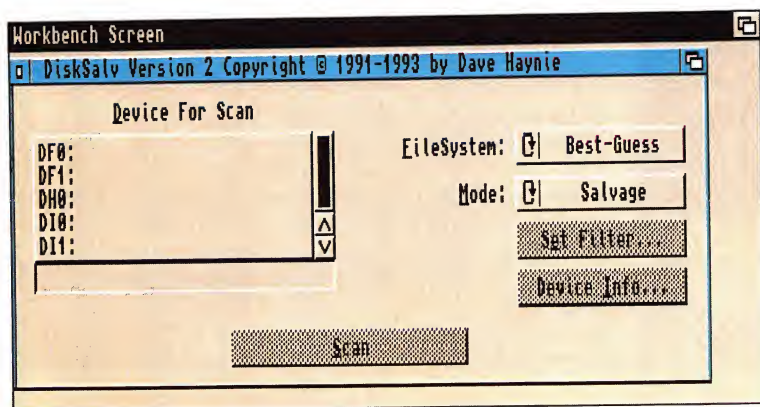 Workbench Screen
DiskSalv Version 2 Copyright © 1991-1993 by Dave Haynie
Device For Scan
DF0:
DF1:
DH0:
DI0:
DI1:
FileSystem: Best-Guess
Mode: Salvage
Set Filter...
Device Info...
Scan